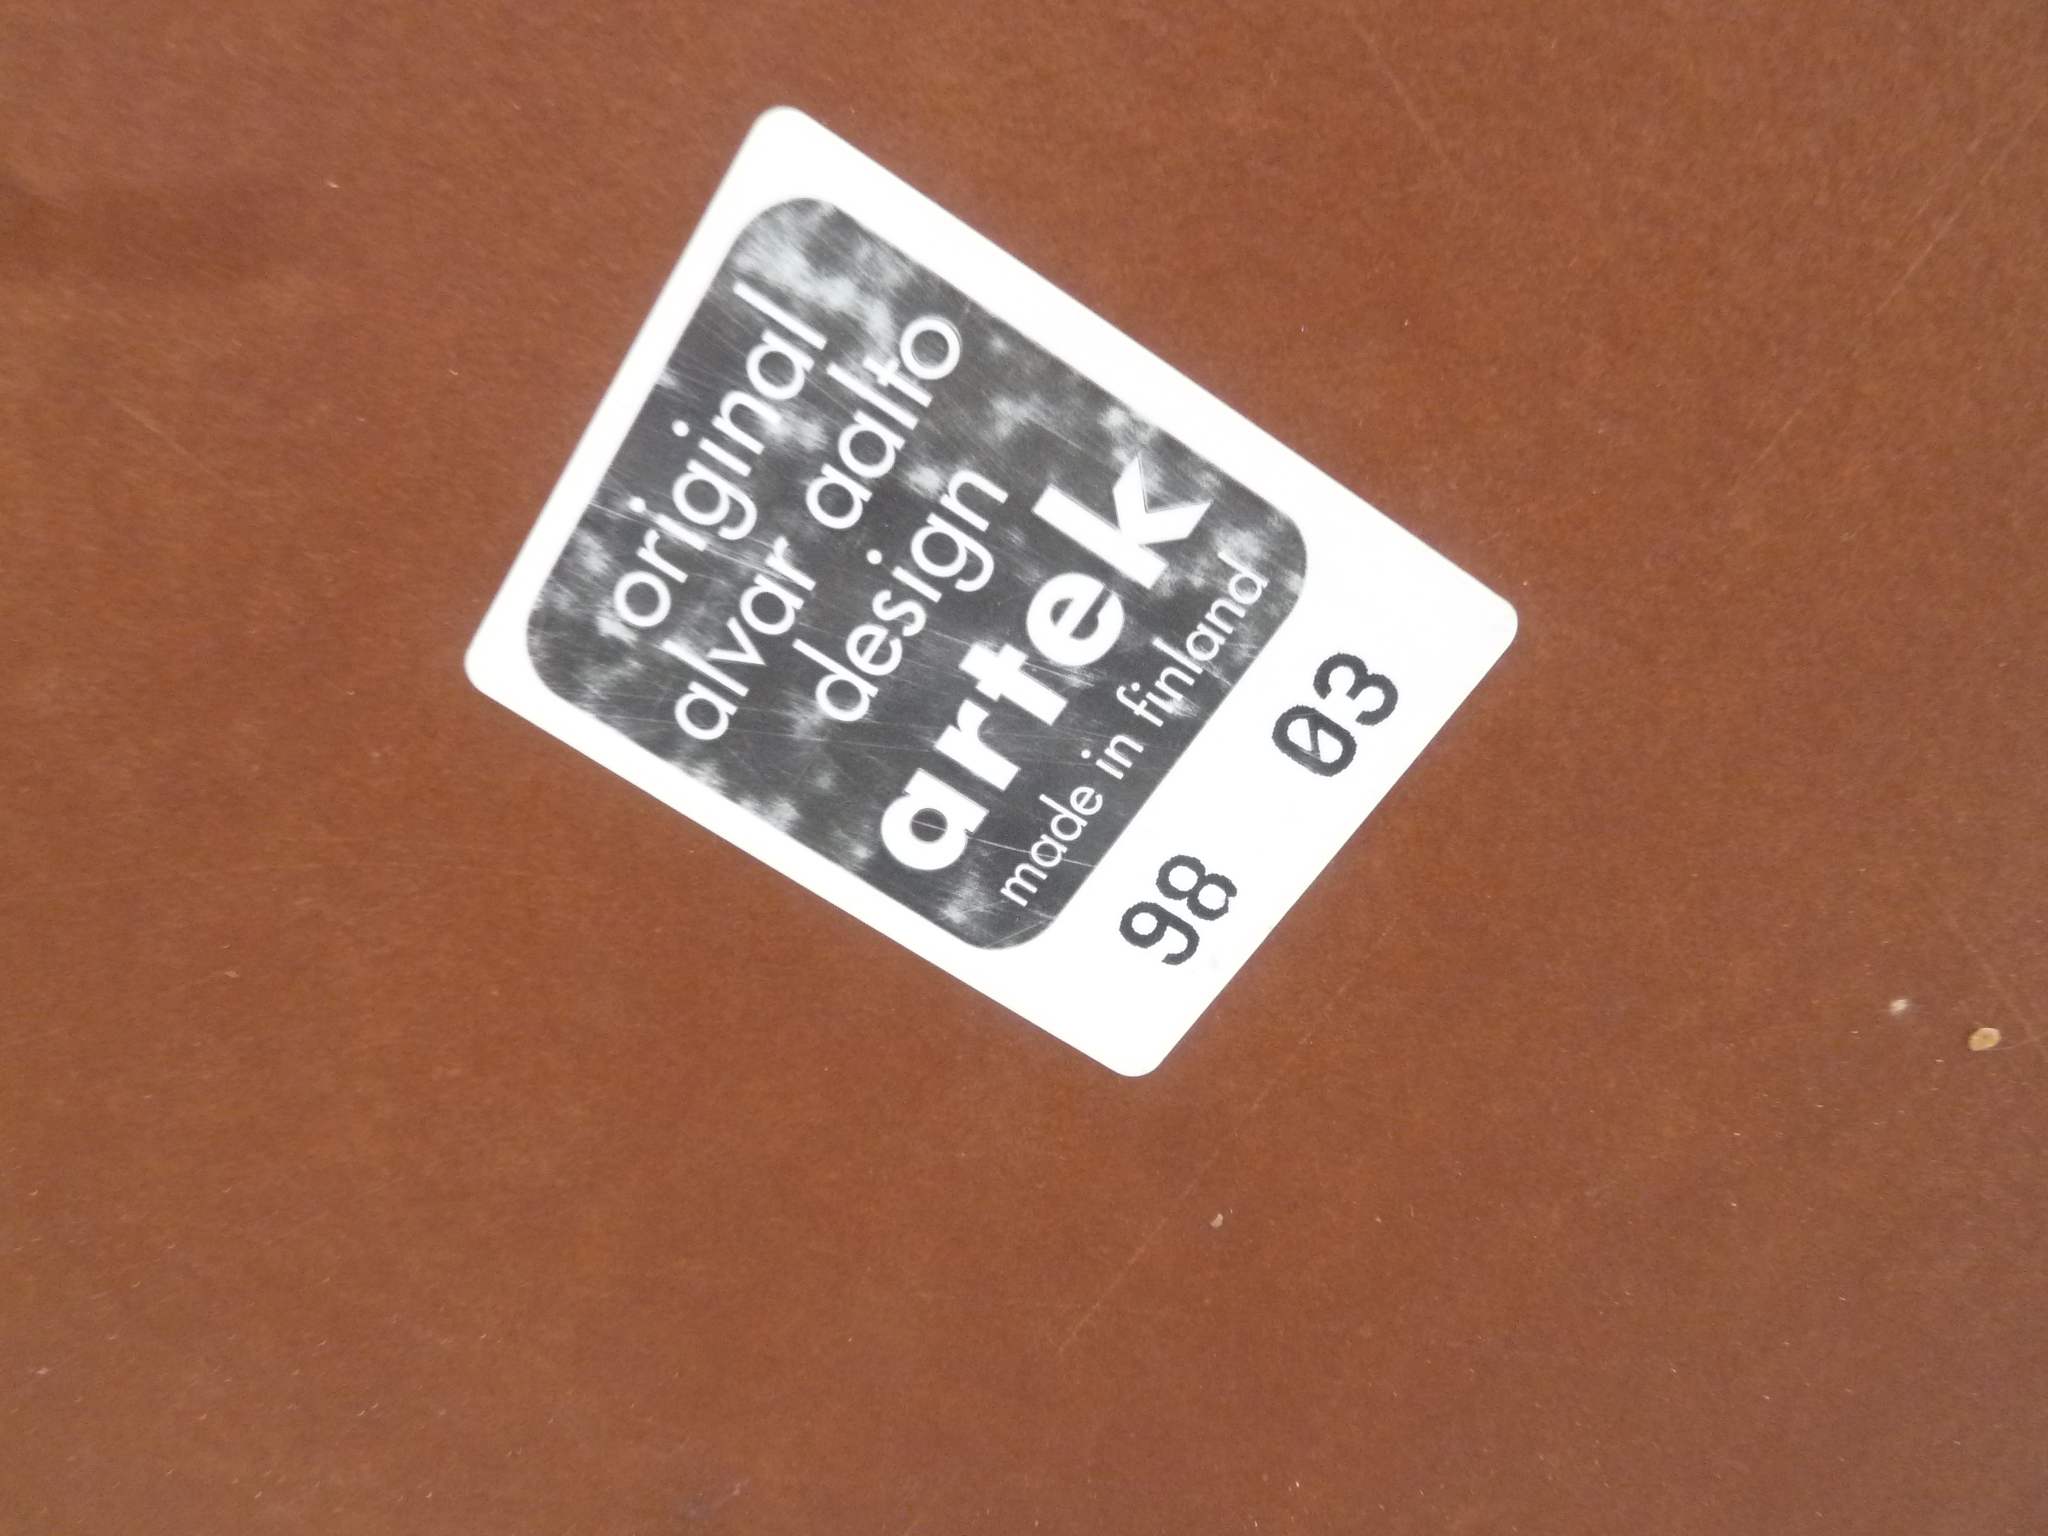 original
alvar aalto
design
artek
made in finland
98 03